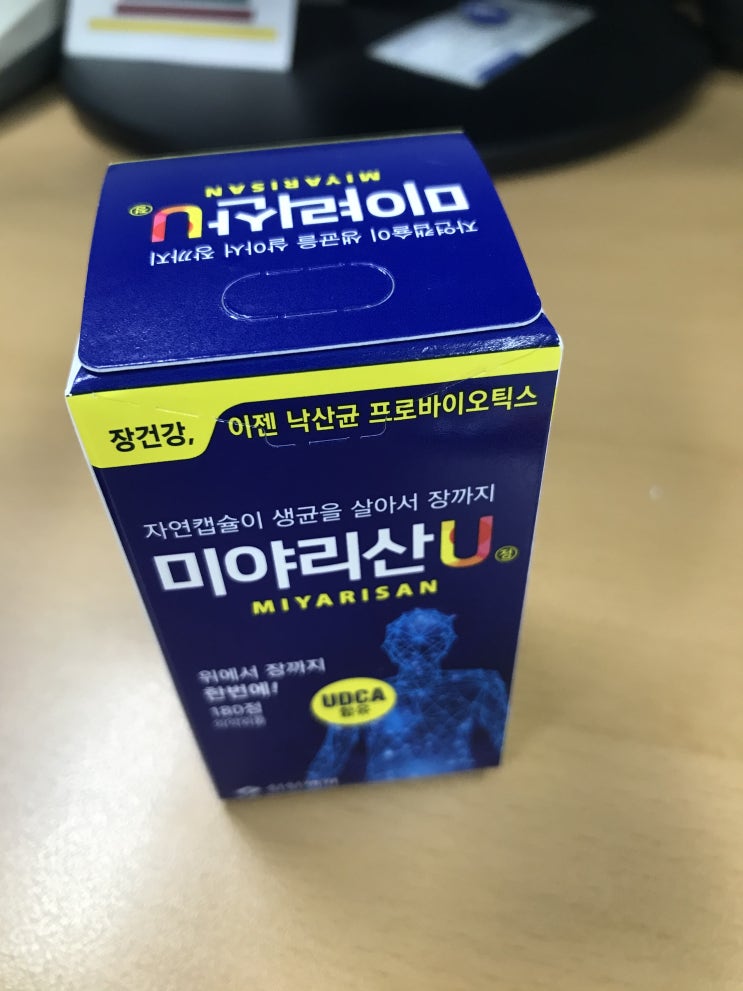 미야리산U정
MIYARISAN
자연캡슐이 생균을 살아서 장까지
장건강,
이젠 낙산균 프로바이오틱스
자연캡슐이 생균을 살아서 장까지
미야리산U정
MIYARISAN
위에서 장까지
한번에!
180정
UDCA
함유